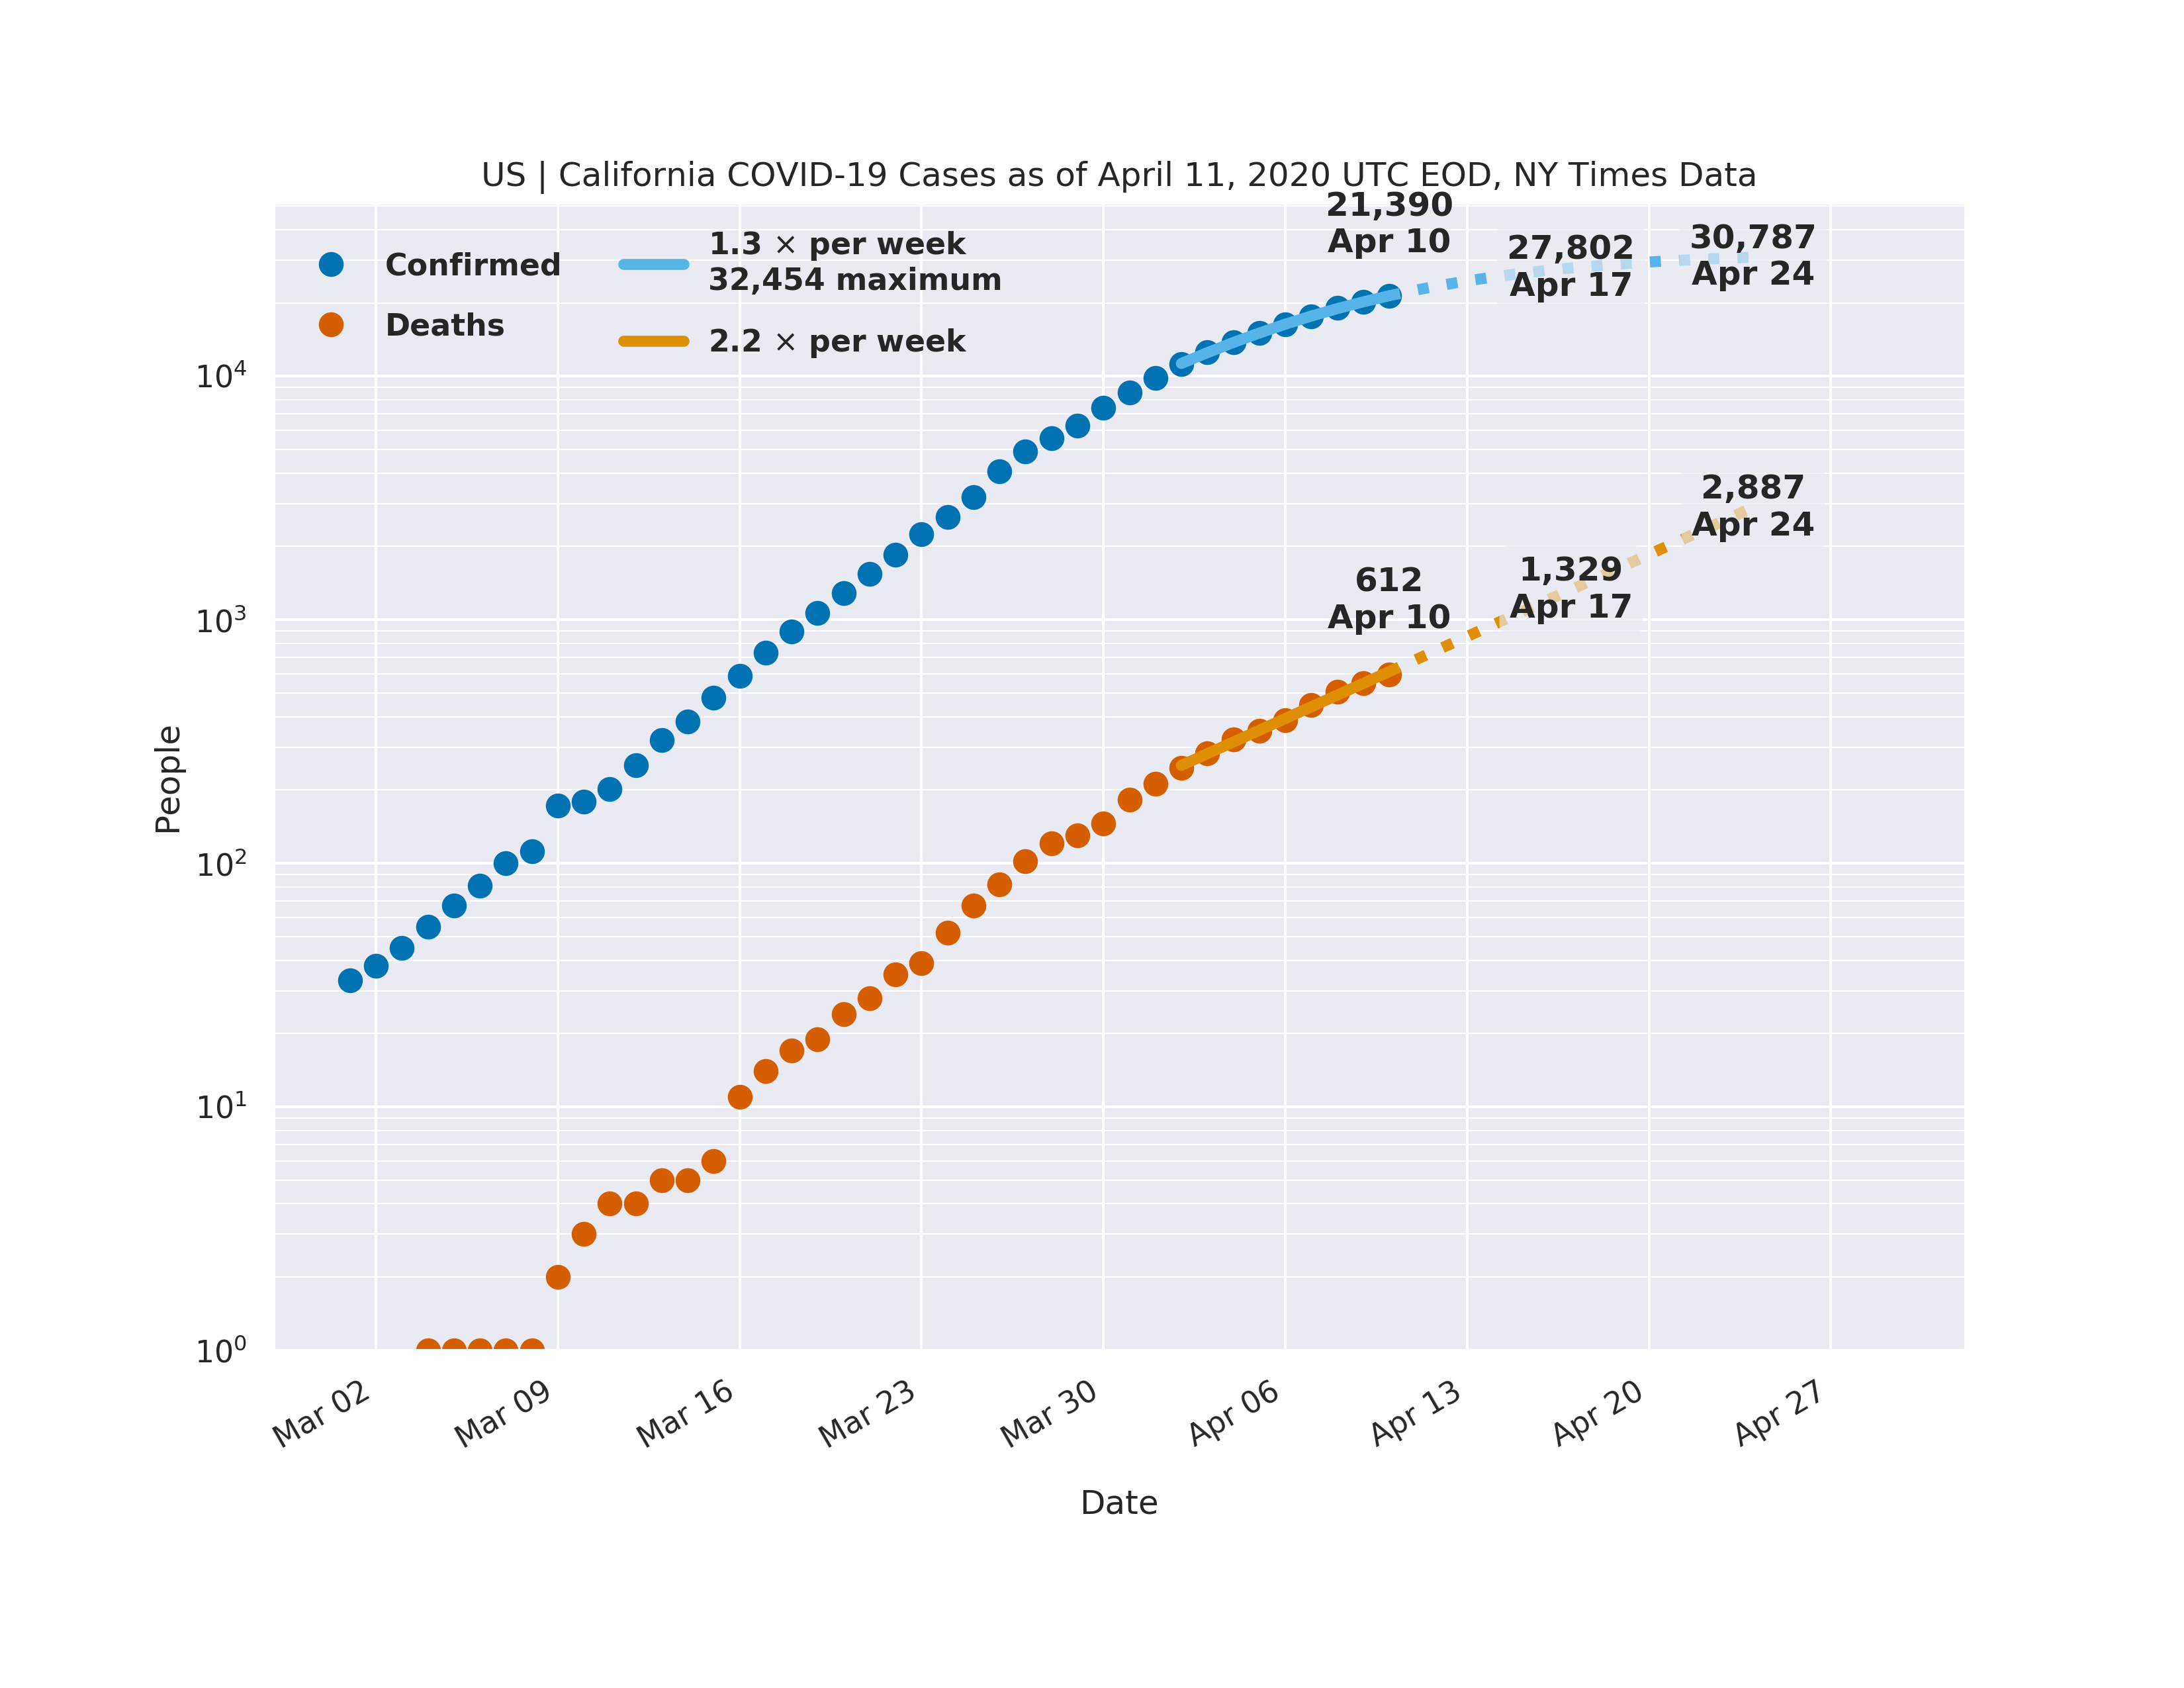 US | California COVID-19 Cases as of April 11, 2020 UTC EOD, NY Times Data
Confirmed
Deaths
1.3 × per week
32,454 maximum
2.2 × per week
21,390
Apr 10
27,802
Apr 17
30,787
Apr 24
612
Apr 10
1,329
Apr 17
2,887
Apr 24
People
10⁴
10³
10²
10¹
10⁰
Mar 02
Mar 09
Mar 16
Mar 23
Mar 30
Apr 06
Apr 13
Apr 20
Apr 27
Date